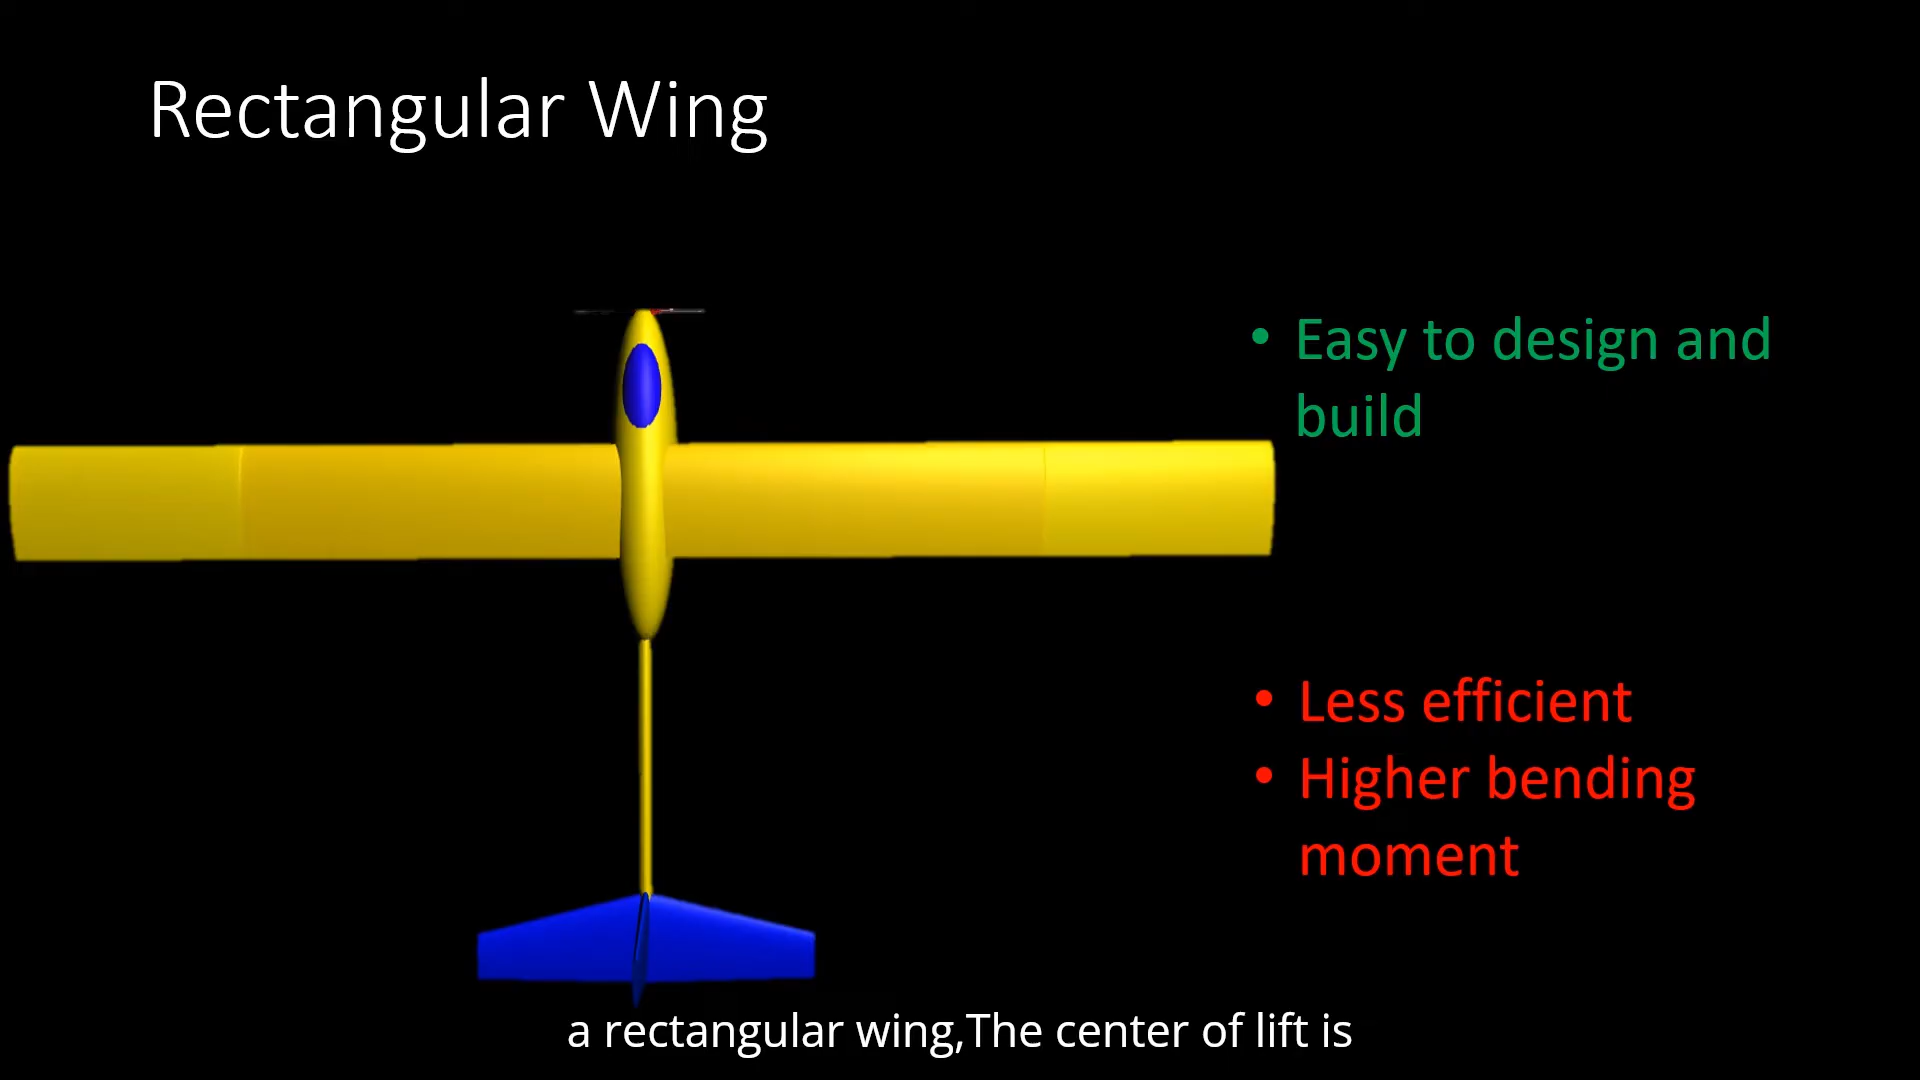 Rectangular Wing
• Easy to design and
build
• Less efficient
• Higher bending
moment
a rectangular wing,The center of lift is